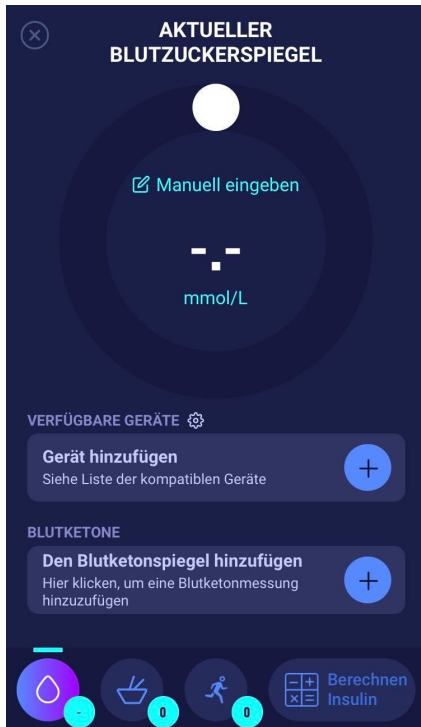 AKTUELLER
BLUTZUCKERSPIEGEL
Manuell eingeben
-.-
mmol/L
VERFÜGBARE GERÄTE
Gerät hinzufügen
Siehe Liste der kompatiblen Geräte
BLUTKETONE
Den Blutketonspiegel hinzufügen
Hier klicken, um eine Blutketonmessung
hinzuzufügen
- 0 0
Berechnen
Insulin